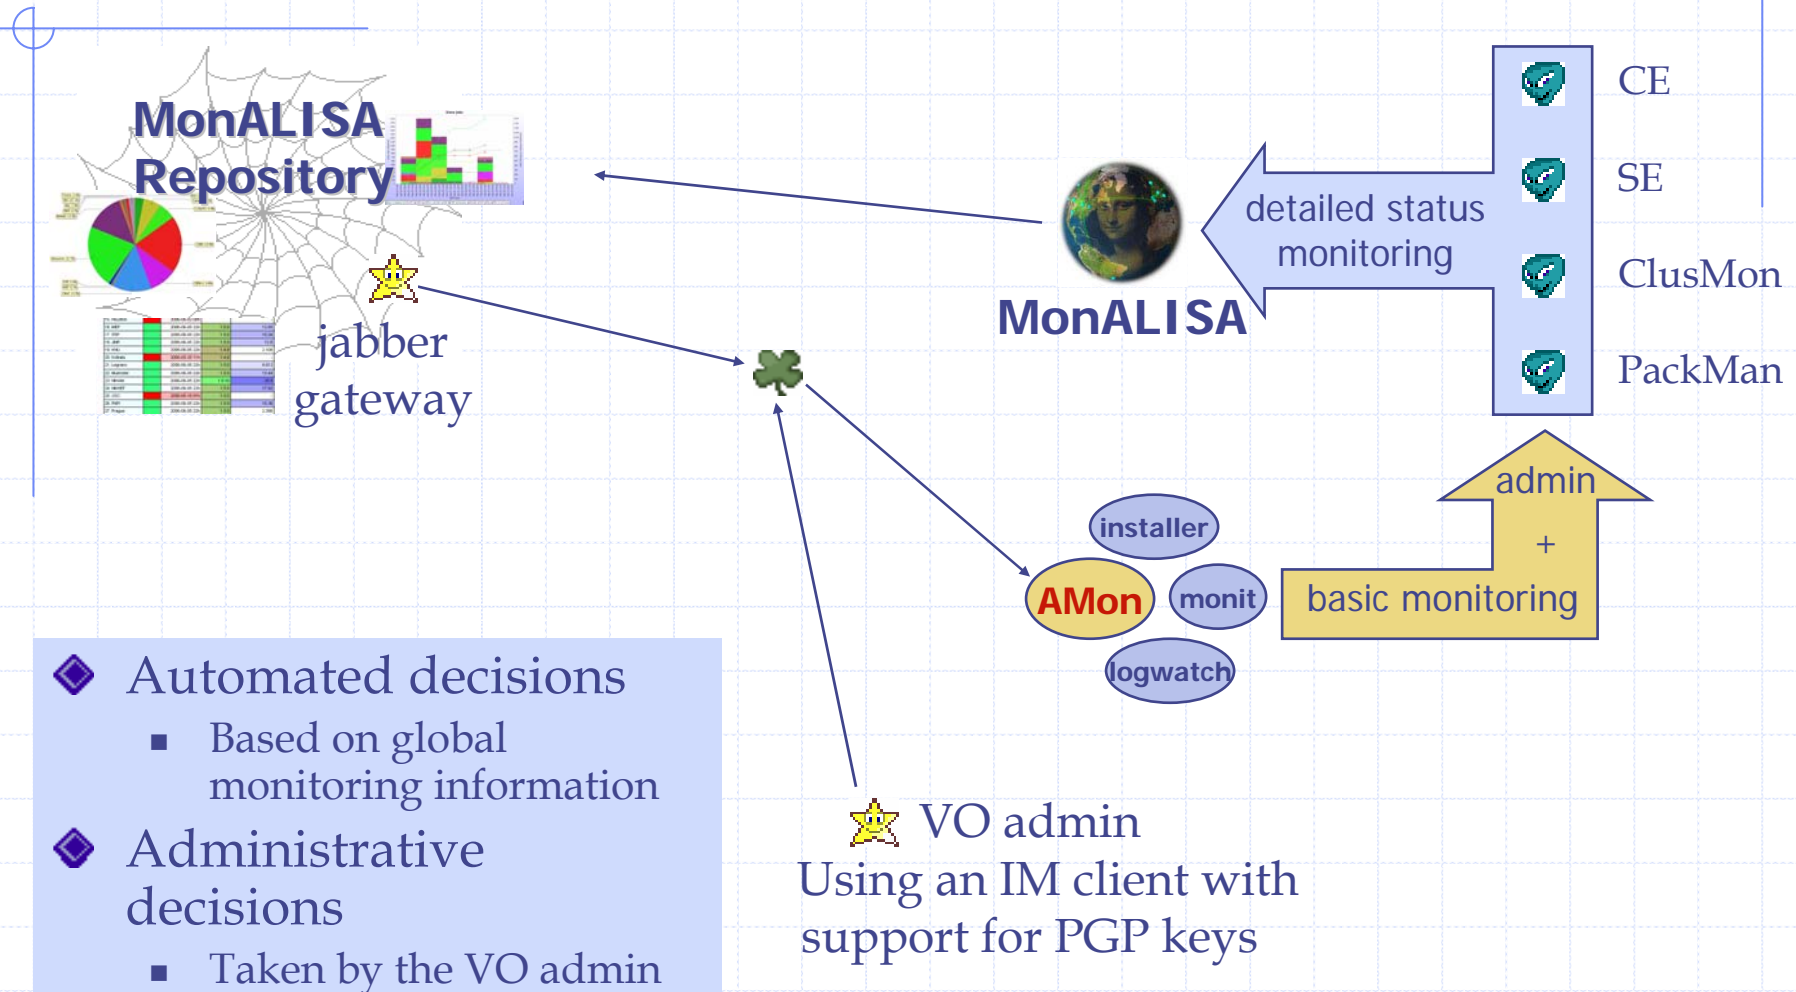 MonALISA
Repository
jabber
gateway
MonALISA
detailed status
monitoring
CE
SE
ClusMon
PackMan
admin
+
basic monitoring
installer
AMon
monit
logwatch
Automated decisions
Based on global
monitoring information
Administrative
decisions
Taken by the VO admin
VO admin
Using an IM client with
support for PGP keys